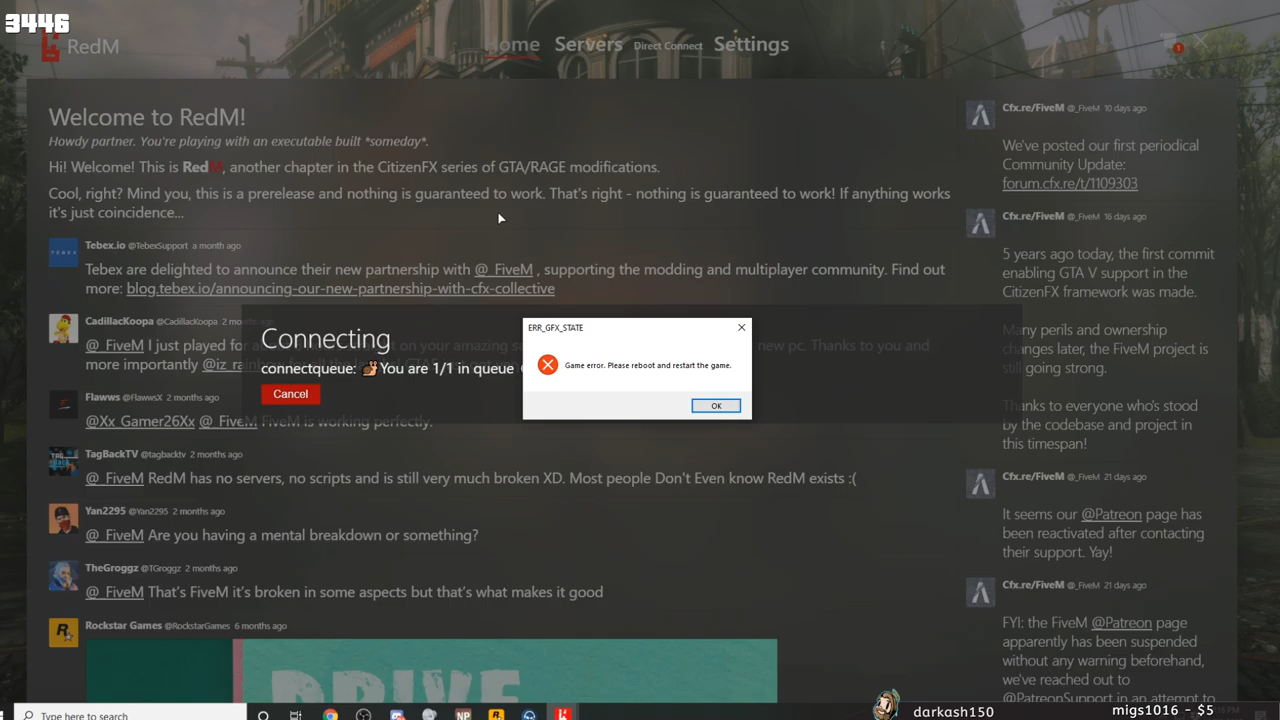 3446
RedM
Home Servers Direct Connect Settings
1
Welcome to RedM!
Howdy partner. You're playing with an executable built *someday*.
Hi! Welcome! This is RedM, another chapter in the CitizenFX series of GTA/RAGE modifications.
Cool, right? Mind you, this is a prerelease and nothing is guaranteed to work. That's right - nothing is guaranteed to work! If anything works
it's just coincidence...
TEBEX
Tebex.io @TebexSupport a month ago
Tebex are delighted to announce their new partnership with @_FiveM , supporting the modding and multiplayer community. Find out
more: blog.tebex.io/announcing-our-new-partnership-with-cfx-collective
CadillacKoopa @CadillacKoopa 2 mo
@_FiveM I just played for on your amazing new pc. Thanks to you and
more importantly @iz_
Connecting
connectqueue: 🐌You are 1/1 in queue
Cancel
ERR_GFX_STATE
Game error. Please reboot and restart the game.
OK
Flawws @FlawwsX 2 months ago
@Xx_Gamer26Xx @_FiveM FiveM is working perfectly.
TagBackTV @tagbacktv 2 months ago
@_FiveM RedM has no servers, no scripts and is still very much broken XD. Most people Don't Even know RedM exists :(
Yan2295 @Yan2295 2 months ago
@_FiveM Are you having a mental breakdown or something?
TheGroggz @TGroggz 2 months ago
@_FiveM That's FiveM it's broken in some aspects but that's what makes it good
Rockstar Games @RockstarGames 6 months ago
DRIVE
Cfx.re/FiveM @_FiveM 10 days ago
We've posted our first periodical
Community Update:
forum.cfx.re/t/1109303
Cfx.re/FiveM @_FiveM 16 days ago
5 years ago today, the first commit
enabling GTA V support in the
CitizenFX framework was made.
Many perils and ownership
changes later, the FiveM project is
still going strong.
Thanks to everyone who's stood
by the codebase and project in
this timespan!
Cfx.re/FiveM @_FiveM 21 days ago
It seems our @Patreon page has
been reactivated after contacting
their support. Yay!
Cfx.re/FiveM @_FiveM 21 days ago
FYI: the FiveM @Patreon page
apparently has been suspended
without any warning beforehand,
we've reached out to
@PatreonSupport in an attempt to
Type here to search
NP
darkash150
migs1016 - $5